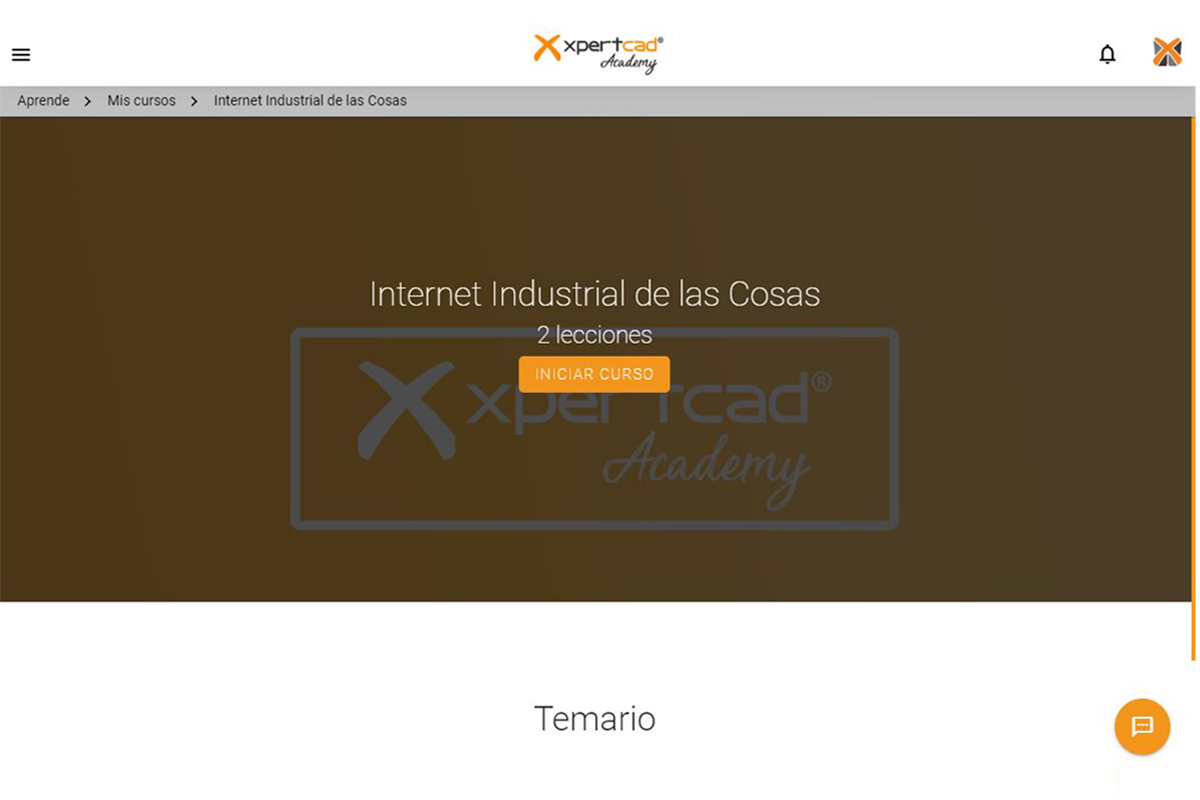 xpertcad®
Academy
Aprende > Mis cursos > Internet Industrial de las Cosas
Internet Industrial de las Cosas
2 lecciones
INICIAR CURSO
xpertcad®
Academy
Temario